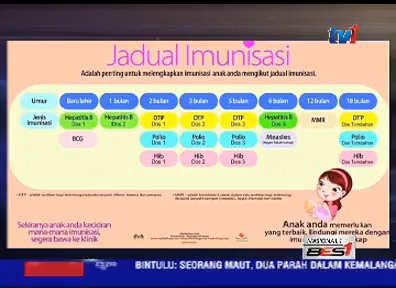 tv1
Jadual Imunisasi
Adalah penting untuk melengkapkan imunisasi anak anda mengikut jadual imunisasi.
Umur Baru lahir 1 bulan 2 bulan 3 bulan 5 bulan 6 bulan 12 bulan 18 bulan
Jenis Imunisasi
Hepatitis B Dos 1
Hepatitis B Dos 2
DTP Dos 1
DTP Dos 2
DTP Dos 3
Hepatitis B Dos 3
MMR
DTP Dos Tambahan
BCG
Polio Dos 1
Polio Dos 2
Polio Dos 3
Measles
Polio Dos Tambahan
Hib Dos 1
Hib Dos 2
Hib Dos 3
Hib Dos Tambahan
Sekiranya anak anda keciciran
mana-mana imunisasi,
segera bawa ke klinik
Anak anda memerlukan
yang terbaik, lindungi mereka dengan
NASIONAL
BINTULU: SEORANG MAUT, DUA PARAH DALAM KEMALANGA